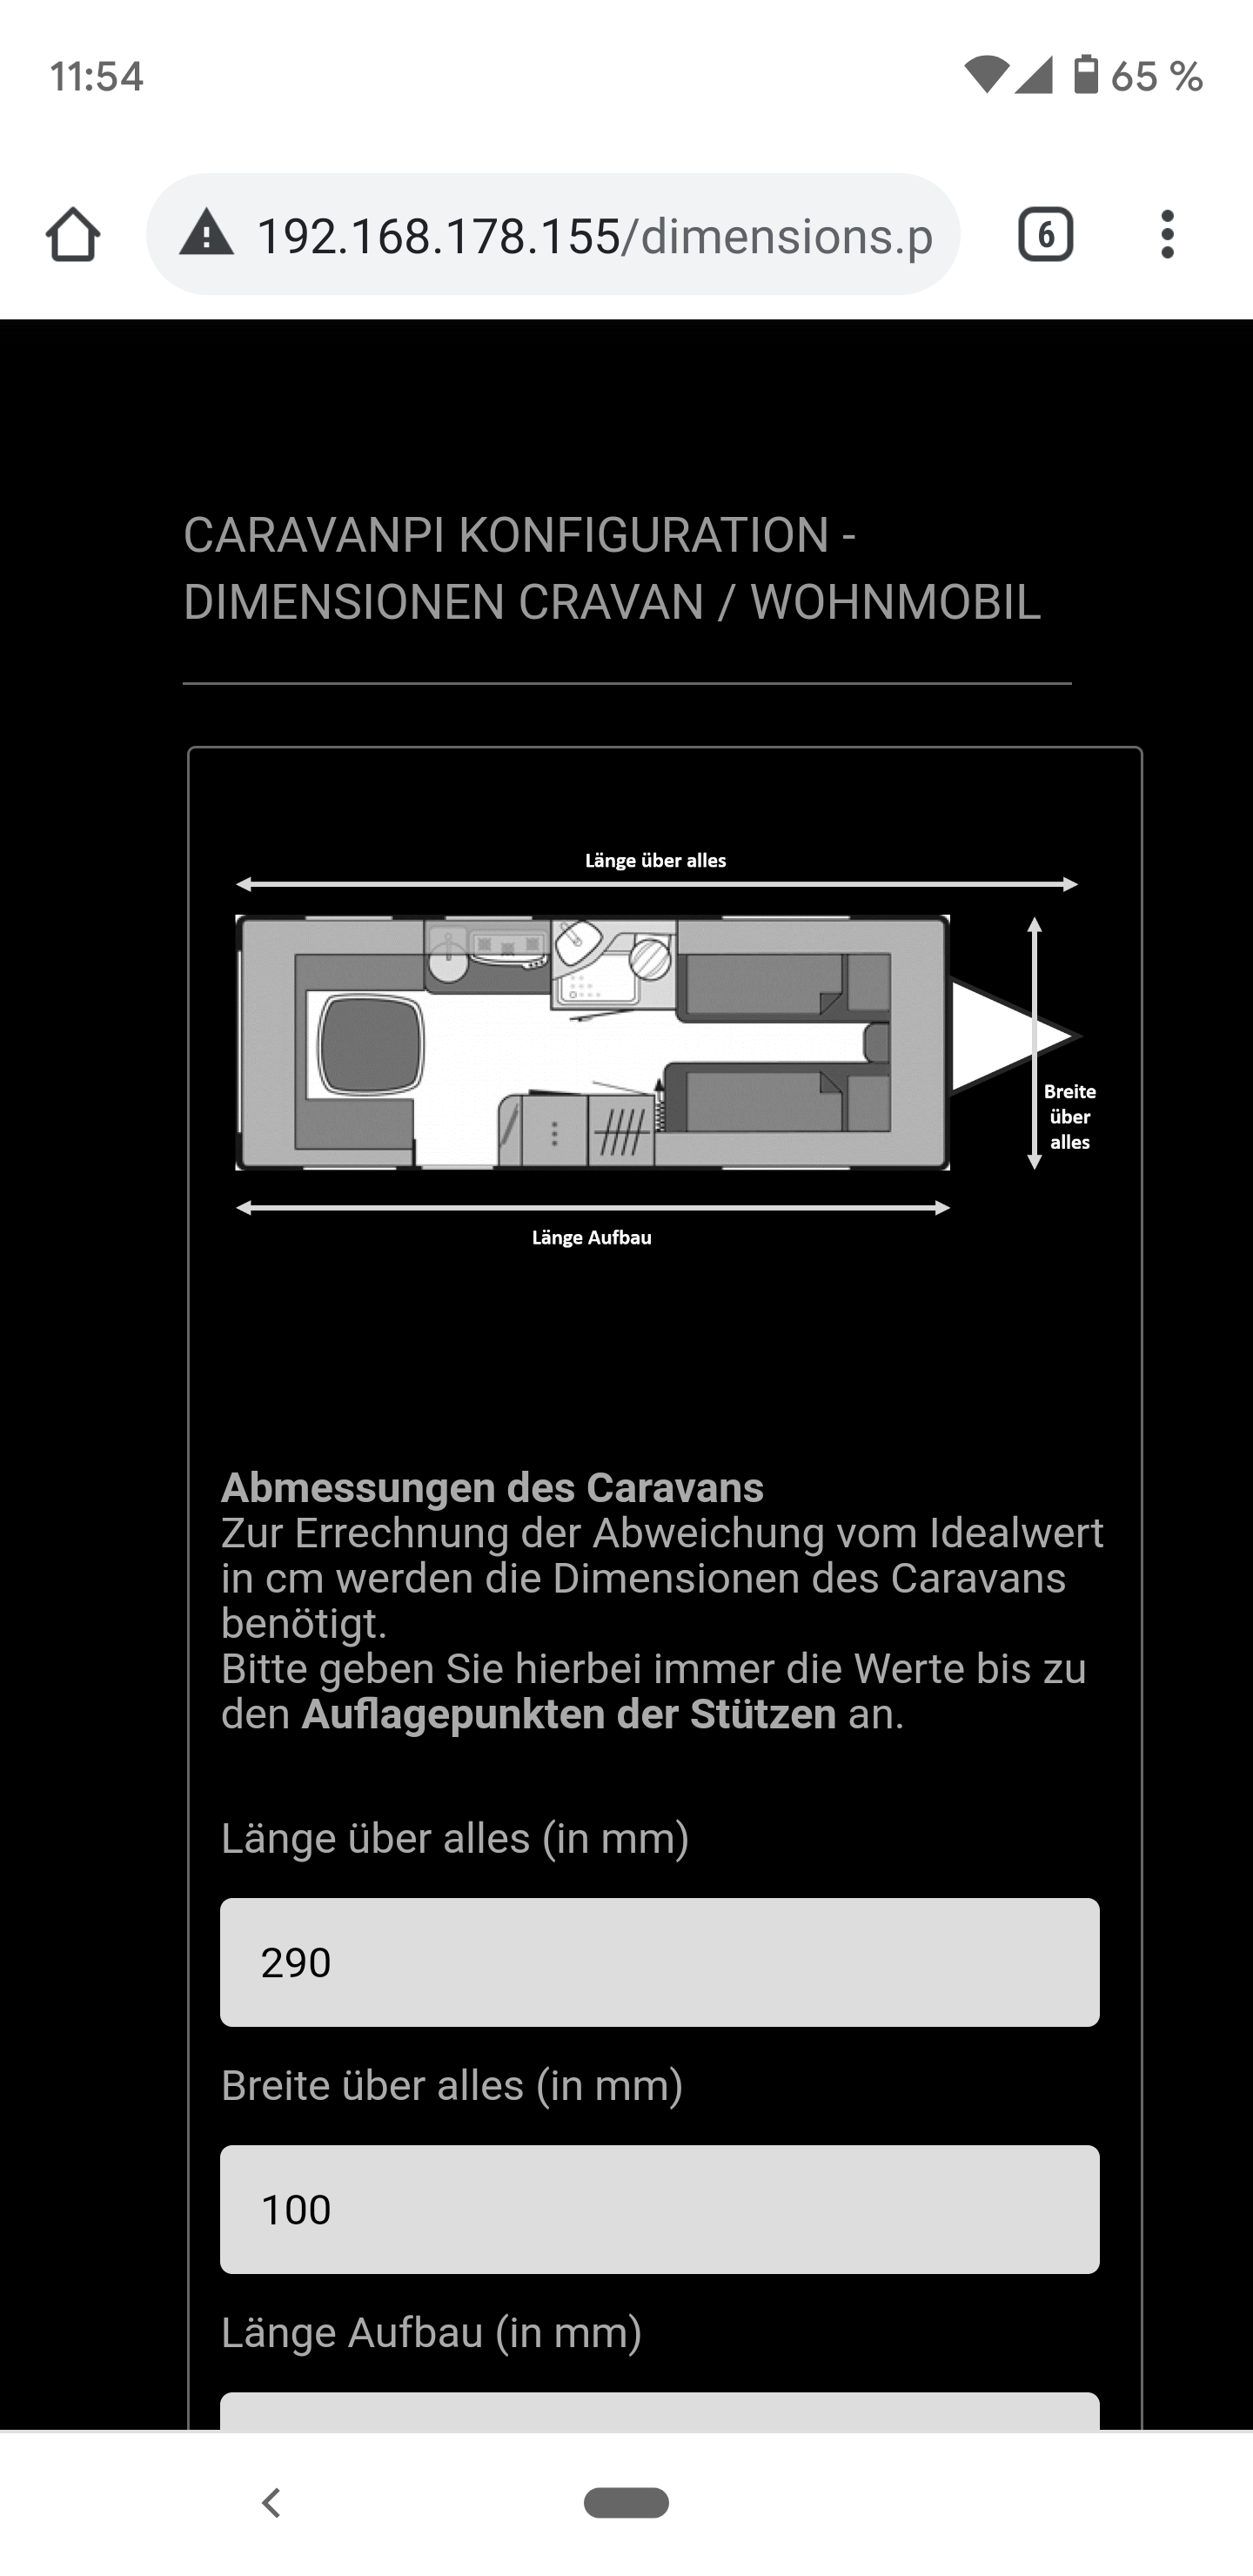 11:54
65 %
192.168.178.155/dimensions.p
6
CARAVANPI KONFIGURATION -
DIMENSIONEN CRAVAN / WOHNMOBIL
Länge über alles
Breite
über
alles
Länge Aufbau
Abmessungen des Caravans
Zur Errechnung der Abweichung vom Idealwert
in cm werden die Dimensionen des Caravans
benötigt.
Bitte geben Sie hierbei immer die Werte bis zu
den Auflagepunkten der Stützen an.
Länge über alles (in mm)
290
Breite über alles (in mm)
100
Länge Aufbau (in mm)